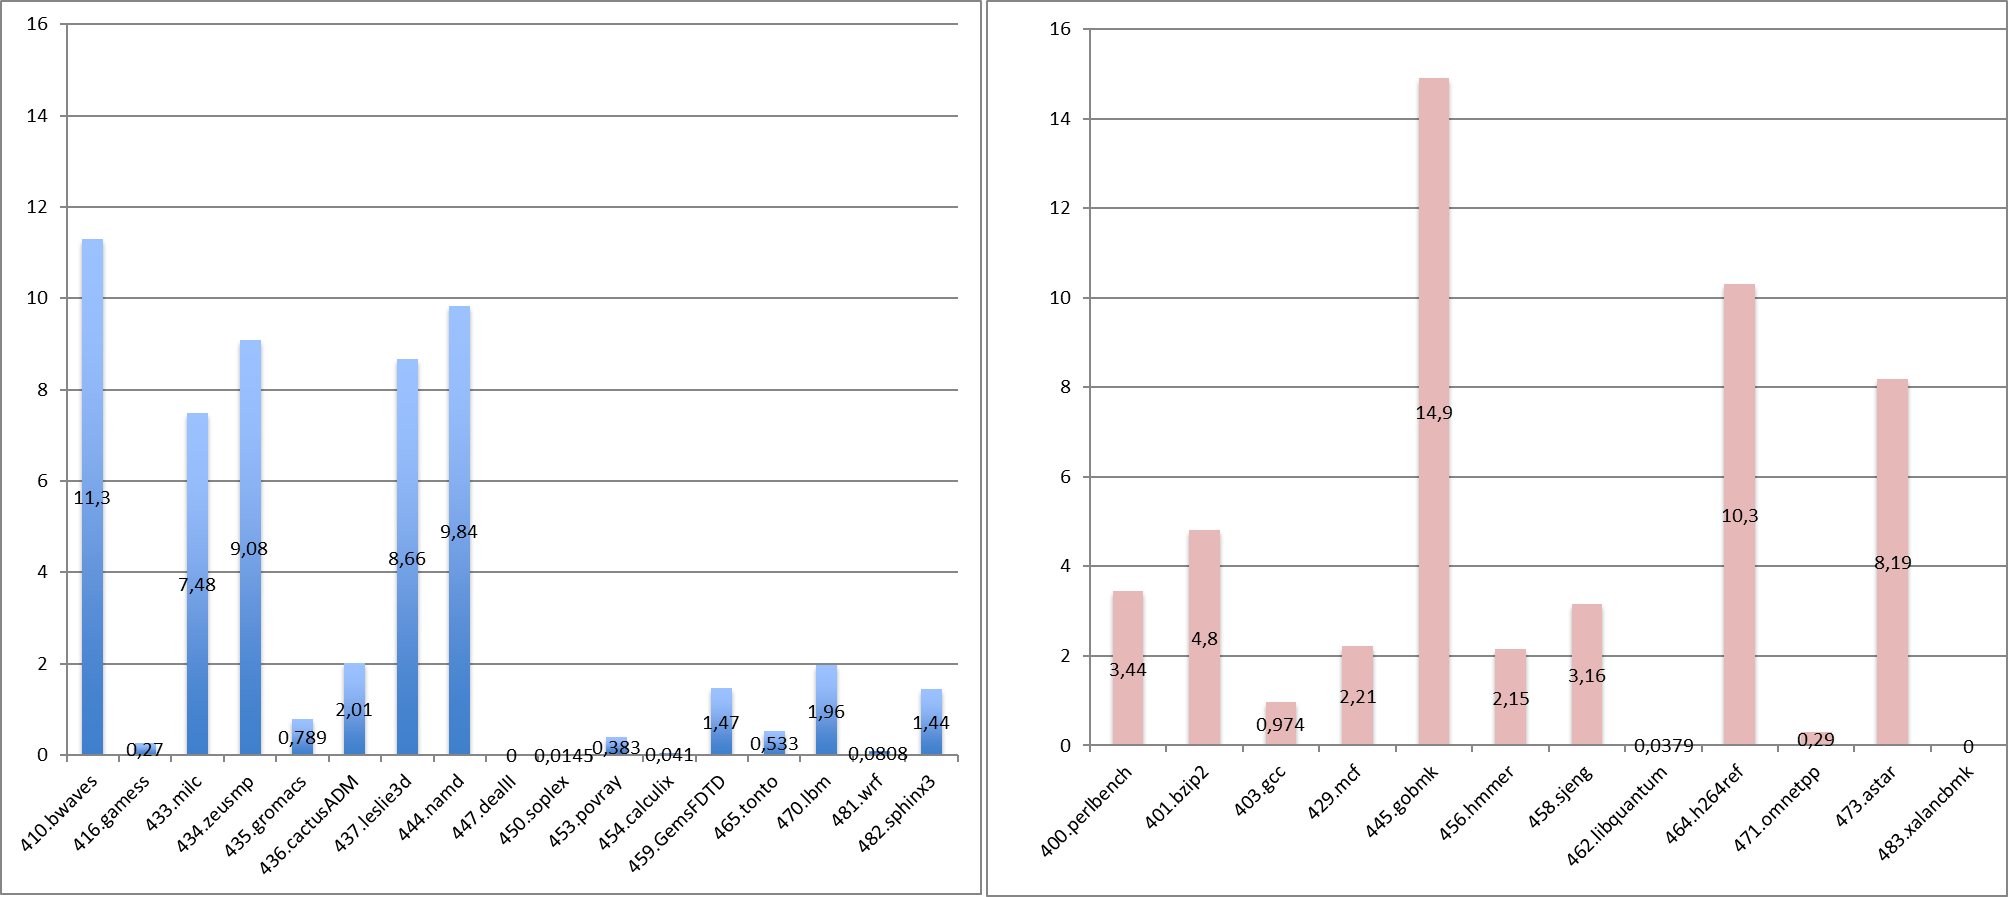 16
14
12
10
8
6
4
2
0
11,3
0,27
7,48
9,08
0,789
2,01
8,66
9,84
0
0,0145
0,383
0,041
1,47
0,533
1,96
0,0808
1,44
410.bwaves
416.gamess
433.milc
434.zeusmp
435.gromacs
436.cactusADM
437.leslie3d
444.namd
447.dealII
450.soplex
453.povray
454.calculix
459.GemsFDTD
465.tonto
470.lbm
481.wrf
482.sphinx3
16
14
12
10
8
6
4
2
0
3,44
4,8
0,974
2,21
14,9
2,15
3,16
0,0379
10,3
0,29
8,19
0
400.perlbench
401.bzip2
403.gcc
429.mcf
445.gobmk
456.hmmer
458.sjeng
462.libquantum
464.h264ref
471.omnetpp
473.astar
483.xalancbmk